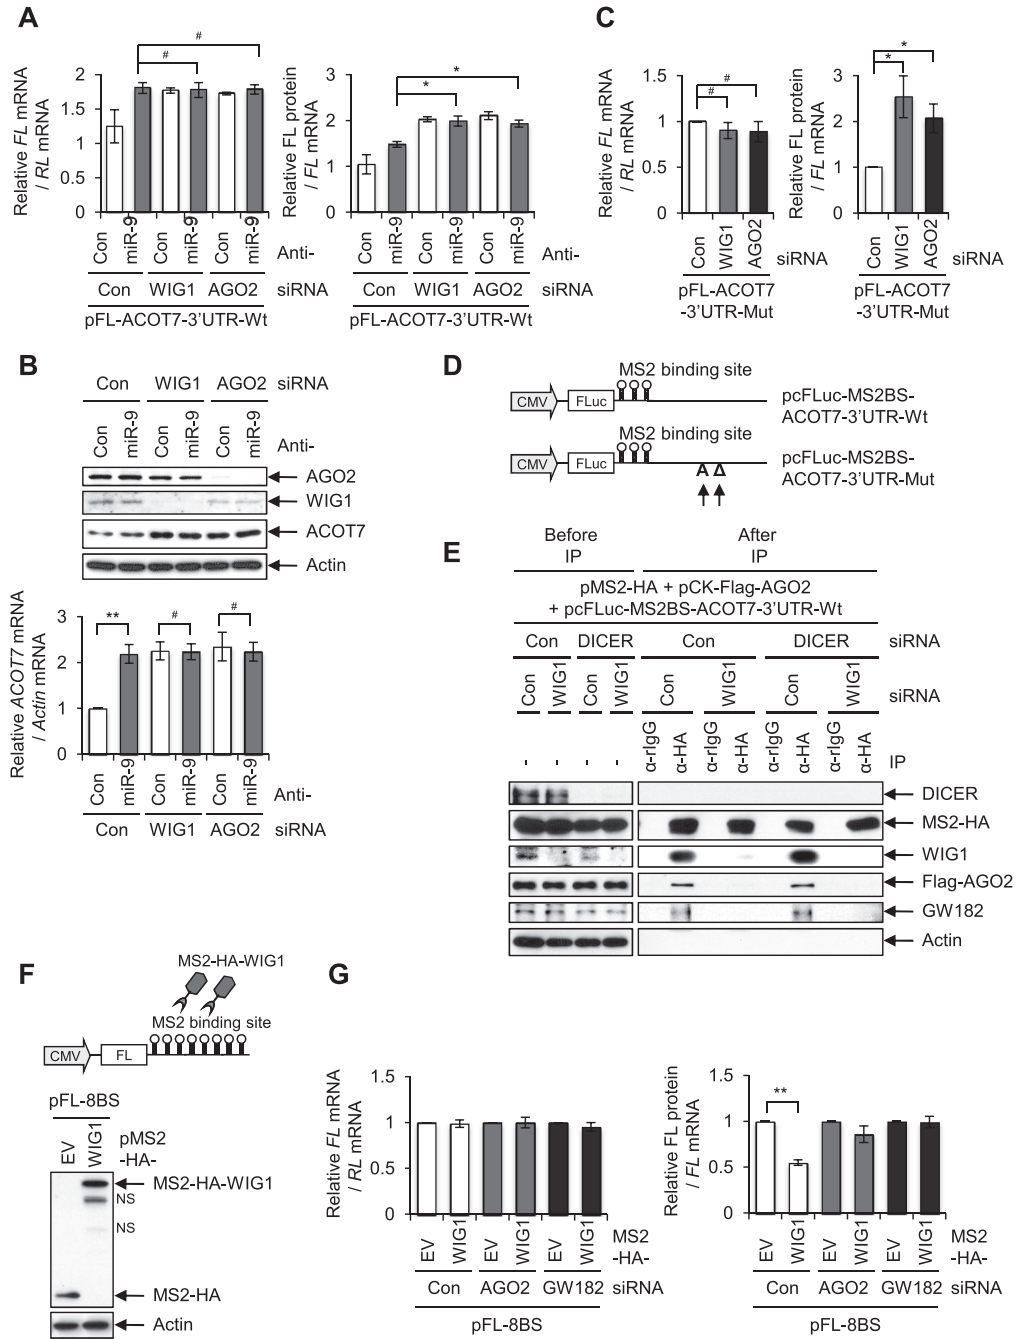 A
Relative FL mRNA
/ RL mRNA
2
1.5
1
0.5
0
#
#
Con
miR-9
Con
miR-9
Con
miR-9
Con
WIG1
AGO2
pFL-ACOT7-3'UTR-Wt
Relative FL protein
/ FL mRNA
3
2
1
0
*
*
Con
miR-9
Con
miR-9
Con
miR-9
Anti-
Con
WIG1
AGO2
siRNA
pFL-ACOT7-3'UTR-Wt
Anti-
siRNA
C
Relative FL mRNA
/ RL mRNA
1.5
1
0.5
0
#
#
Con
WIG1
AGO2
siRNA
pFL-ACOT7
-3'UTR-Mut
Relative FL protein
/ FL mRNA
3
2
1
0
*
*
Con
WIG1
AGO2
siRNA
pFL-ACOT7
-3'UTR-Mut
B
Con
WIG1
AGO2
siRNA
Con
miR-9
Con
miR-9
Con
miR-9
Anti-
AGO2
WIG1
ACOT7
Actin
Relative ACOT7 mRNA
/ Actin mRNA
3
2
1
0
**
#
#
Con
miR-9
Con
miR-9
Con
miR-9
Anti-
Con
WIG1
AGO2
siRNA
D
MS2 binding site
CMV
FLuc
pcFLuc-MS2BS-
ACOT7-3'UTR-Wt
MS2 binding site
CMV
FLuc
Δ Δ
pcFLuc-MS2BS-
ACOT7-3'UTR-Mut
E
Before
IP
After
IP
pMS2-HA + pCK-Flag-AGO2
+ pcFLuc-MS2BS-ACOT7-3'UTR-Wt
Con
DICER
Con
DICER
siRNA
Con
WIG1
Con
WIG1
Con
WIG1
Con
WIG1
siRNA
-
-
-
-
α-rIgG
α-HA
α-rIgG
α-HA
α-rIgG
α-HA
α-rIgG
α-HA
IP
DICER
MS2-HA
WIG1
Flag-AGO2
GW182
Actin
F
MS2-HA-WIG1
MS2 binding site
CMV
FL
pFL-8BS
EV
WIG1
pMS2
-HA-
MS2-HA-WIG1
NS
NS
MS2-HA
Actin
G
Relative FL mRNA
/ RL mRNA
1.5
1
0.5
0
EV
WIG1
EV
WIG1
EV
WIG1
MS2
-HA-
Con
AGO2
GW182
siRNA
pFL-8BS
Relative FL protein
/ FL mRNA
1.5
1
0.5
0
**
EV
WIG1
EV
WIG1
EV
WIG1
MS2
-HA-
Con
AGO2
GW182
siRNA
pFL-8BS